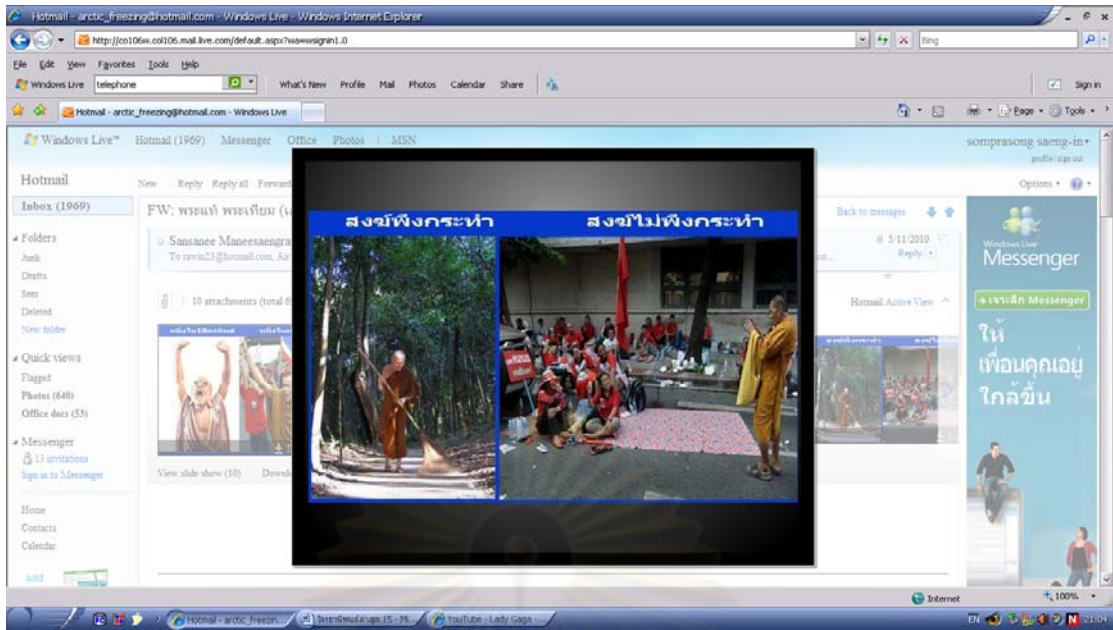 Hotmail - arctic_freezing@hotmail.com - Windows Live - Windows Internet Explorer
http://co106w.col106.mail.live.com/default.aspx?wa=wsignin1.0
Bing
File Edit View Favorites Tools Help
Windows Live telephone What's New Profile Mail Photos Calendar Share Sign in
Hotmail - arctic_freezing@hotmail.com - Windows Live Page Tools
Windows Live™ Hotmail (1969) Messenger Office Photos MSN somprasong saeng-in
profile sign out
Hotmail New Reply Reply all Forward Options
Inbox (1969) FW: พระแท้ พระเทียม Back to messages
Folders
Junk
Drafts
Sent
Deleted
New folder
Quick views
Flagged
Photos (640)
Office docs (53)
Messenger
13 invitations
Sign in to Messenger
Home
Contacts
Calendar
add
Sansanee 5/11/2010
To rawin23@hotmail.com, Reply
10 attachments (total Hotmail Active View
View slide show (10)
สงฆ์พึงกระทำ สงฆ์ไม่พึงกระทำ
Windows Live
Messenger
เจาะลึก Messenger
ให้
เพื่อนคุณอยู่
ใกล้ขึ้น
Internet 100%
Hotmail - arctic_freezin... 15 - Mi... YouTube - Lady Gaga -... EN 21:04